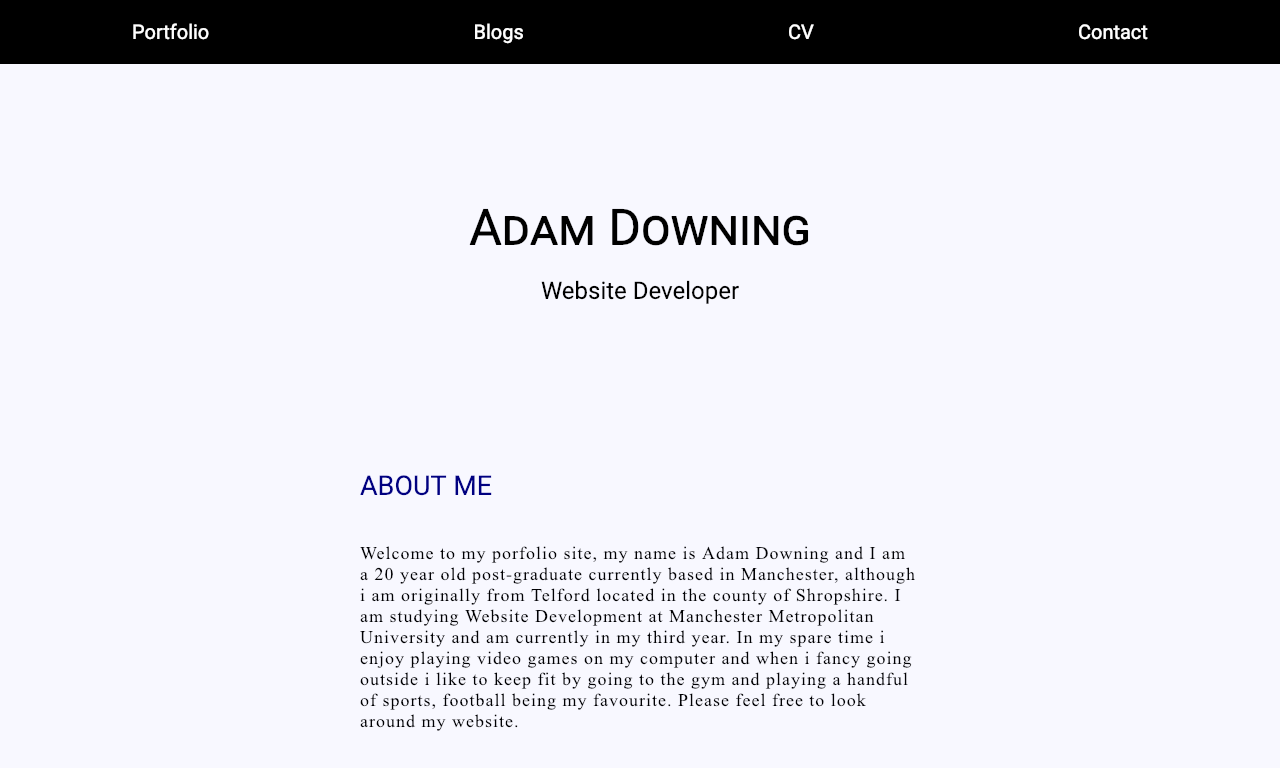 Portfolio Blogs CV Contact
Adam Downing
Website Developer
ABOUT ME
Welcome to my porfolio site, my name is Adam Downing and I am
a 20 year old post-graduate currently based in Manchester, although
i am originally from Telford located in the county of Shropshire. I
am studying Website Development at Manchester Metropolitan
University and am currently in my third year. In my spare time i
enjoy playing video games on my computer and when i fancy going
outside i like to keep fit by going to the gym and playing a handful
of sports, football being my favourite. Please feel free to look
around my website.